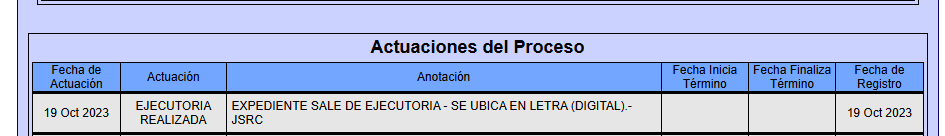 Actuaciones del Proceso
Fecha de Actuación Actuación Anotación Fecha Inicia Término Fecha Finaliza Término Fecha de Registro
19 Oct 2023 EJECUTORIA REALIZADA EXPEDIENTE SALE DE EJECUTORIA - SE UBICA EN LETRA (DIGITAL).- JSRC 19 Oct 2023